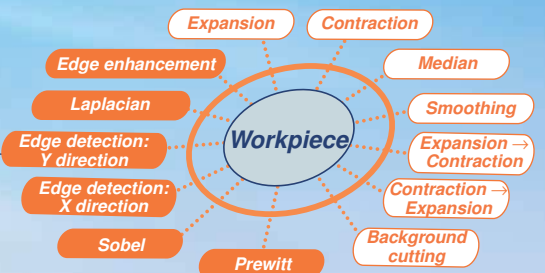 Expansion
Contraction
Edge enhancement
Median
Laplacian
Smoothing
Edge detection:
Y direction
Workpiece
Expansion →
Contraction
Edge detection:
X direction
Contraction →
Expansion
Sobel
Background
cutting
Prewitt